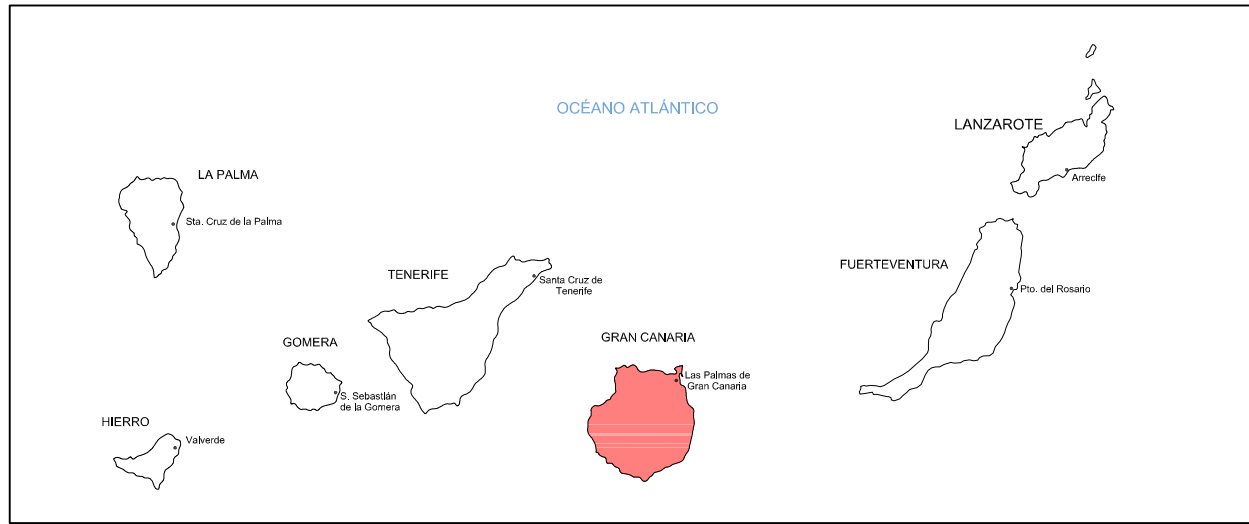 OCÉANO ATLÁNTICO
LANZAROTE
Arrecife
LA PALMA
Sta. Cruz de la Palma
FUERTEVENTURA
Pto. del Rosario
TENERIFE
Santa Cruz de
Tenerife
GRAN CANARIA
Las Palmas de
Gran Canaria
GOMERA
S. Sebastián
de la Gomera
HIERRO
Valverde